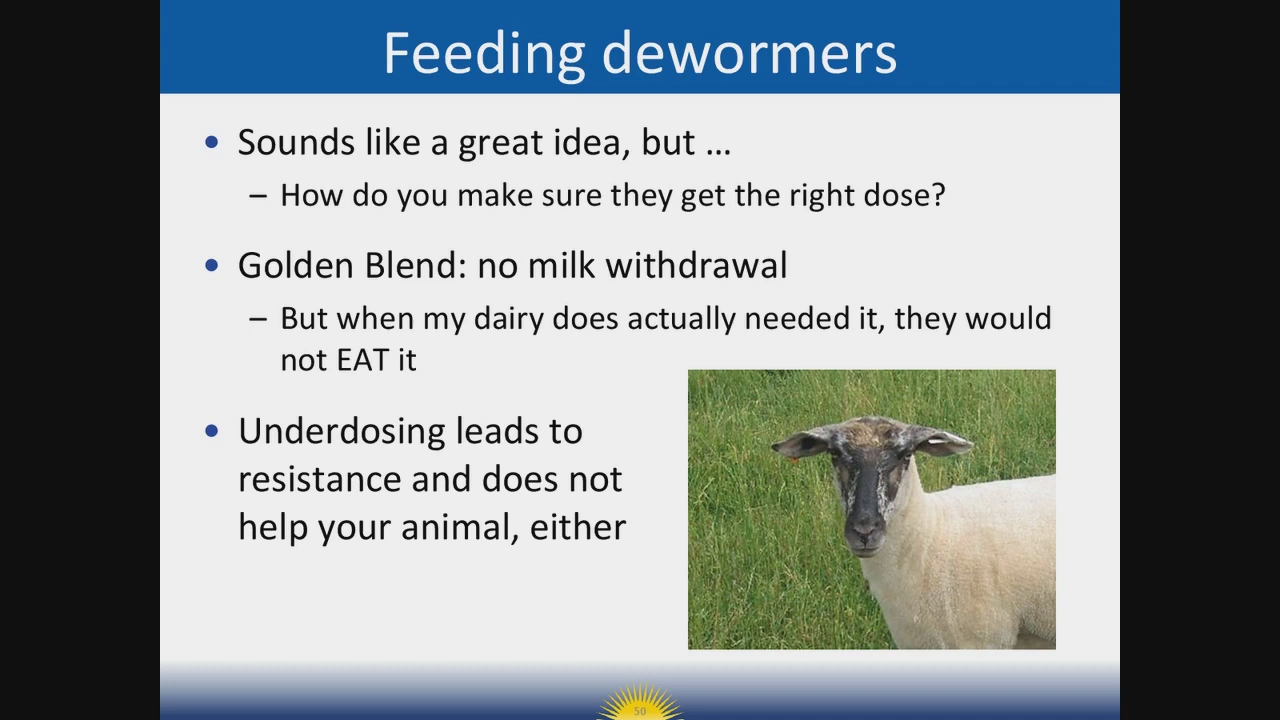 Feeding dewormers
• Sounds like a great idea, but ...
– How do you make sure they get the right dose?
• Golden Blend: no milk withdrawal
– But when my dairy does actually needed it, they would
not EAT it
• Underdosing leads to
resistance and does not
help your animal, either
50